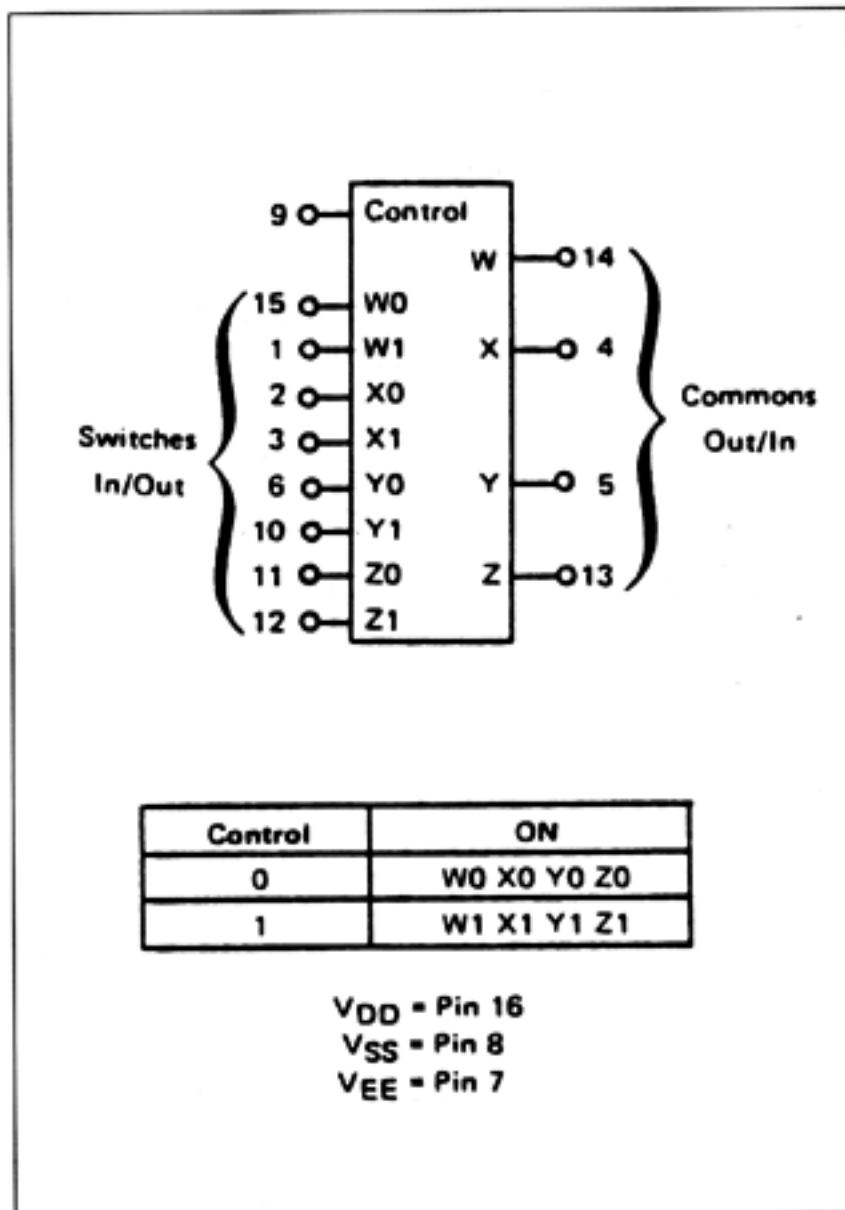 9 Control
W 14
15 W0
1 W1 X 4
2 X0
Switches In/Out
3 X1
Commons Out/In
6 Y0 Y 5
10 Y1
11 Z0 Z 13
12 Z1
Control ON
0 W0 X0 Y0 Z0
1 W1 X1 Y1 Z1
VDD = Pin 16
VSS = Pin 8
VEE = Pin 7